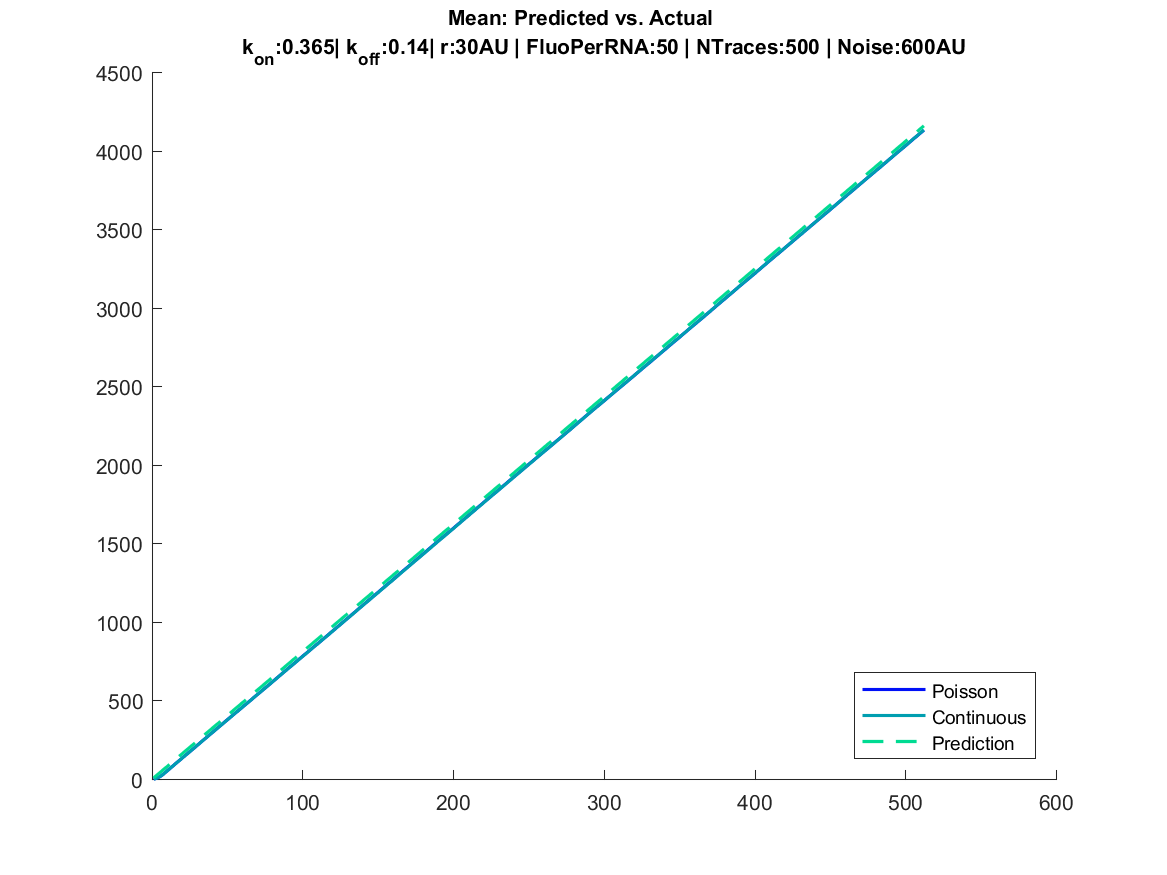 Mean: Predicted vs. Actual
k_on:0.365| k_off:0.14| r:30AU | FluoPerRNA:50 | NTraces:500 | Noise:600AU
4500
4000
3500
3000
2500
2000
1500
1000
500
0
0 100 200 300 400 500 600
Poisson
Continuous
Prediction